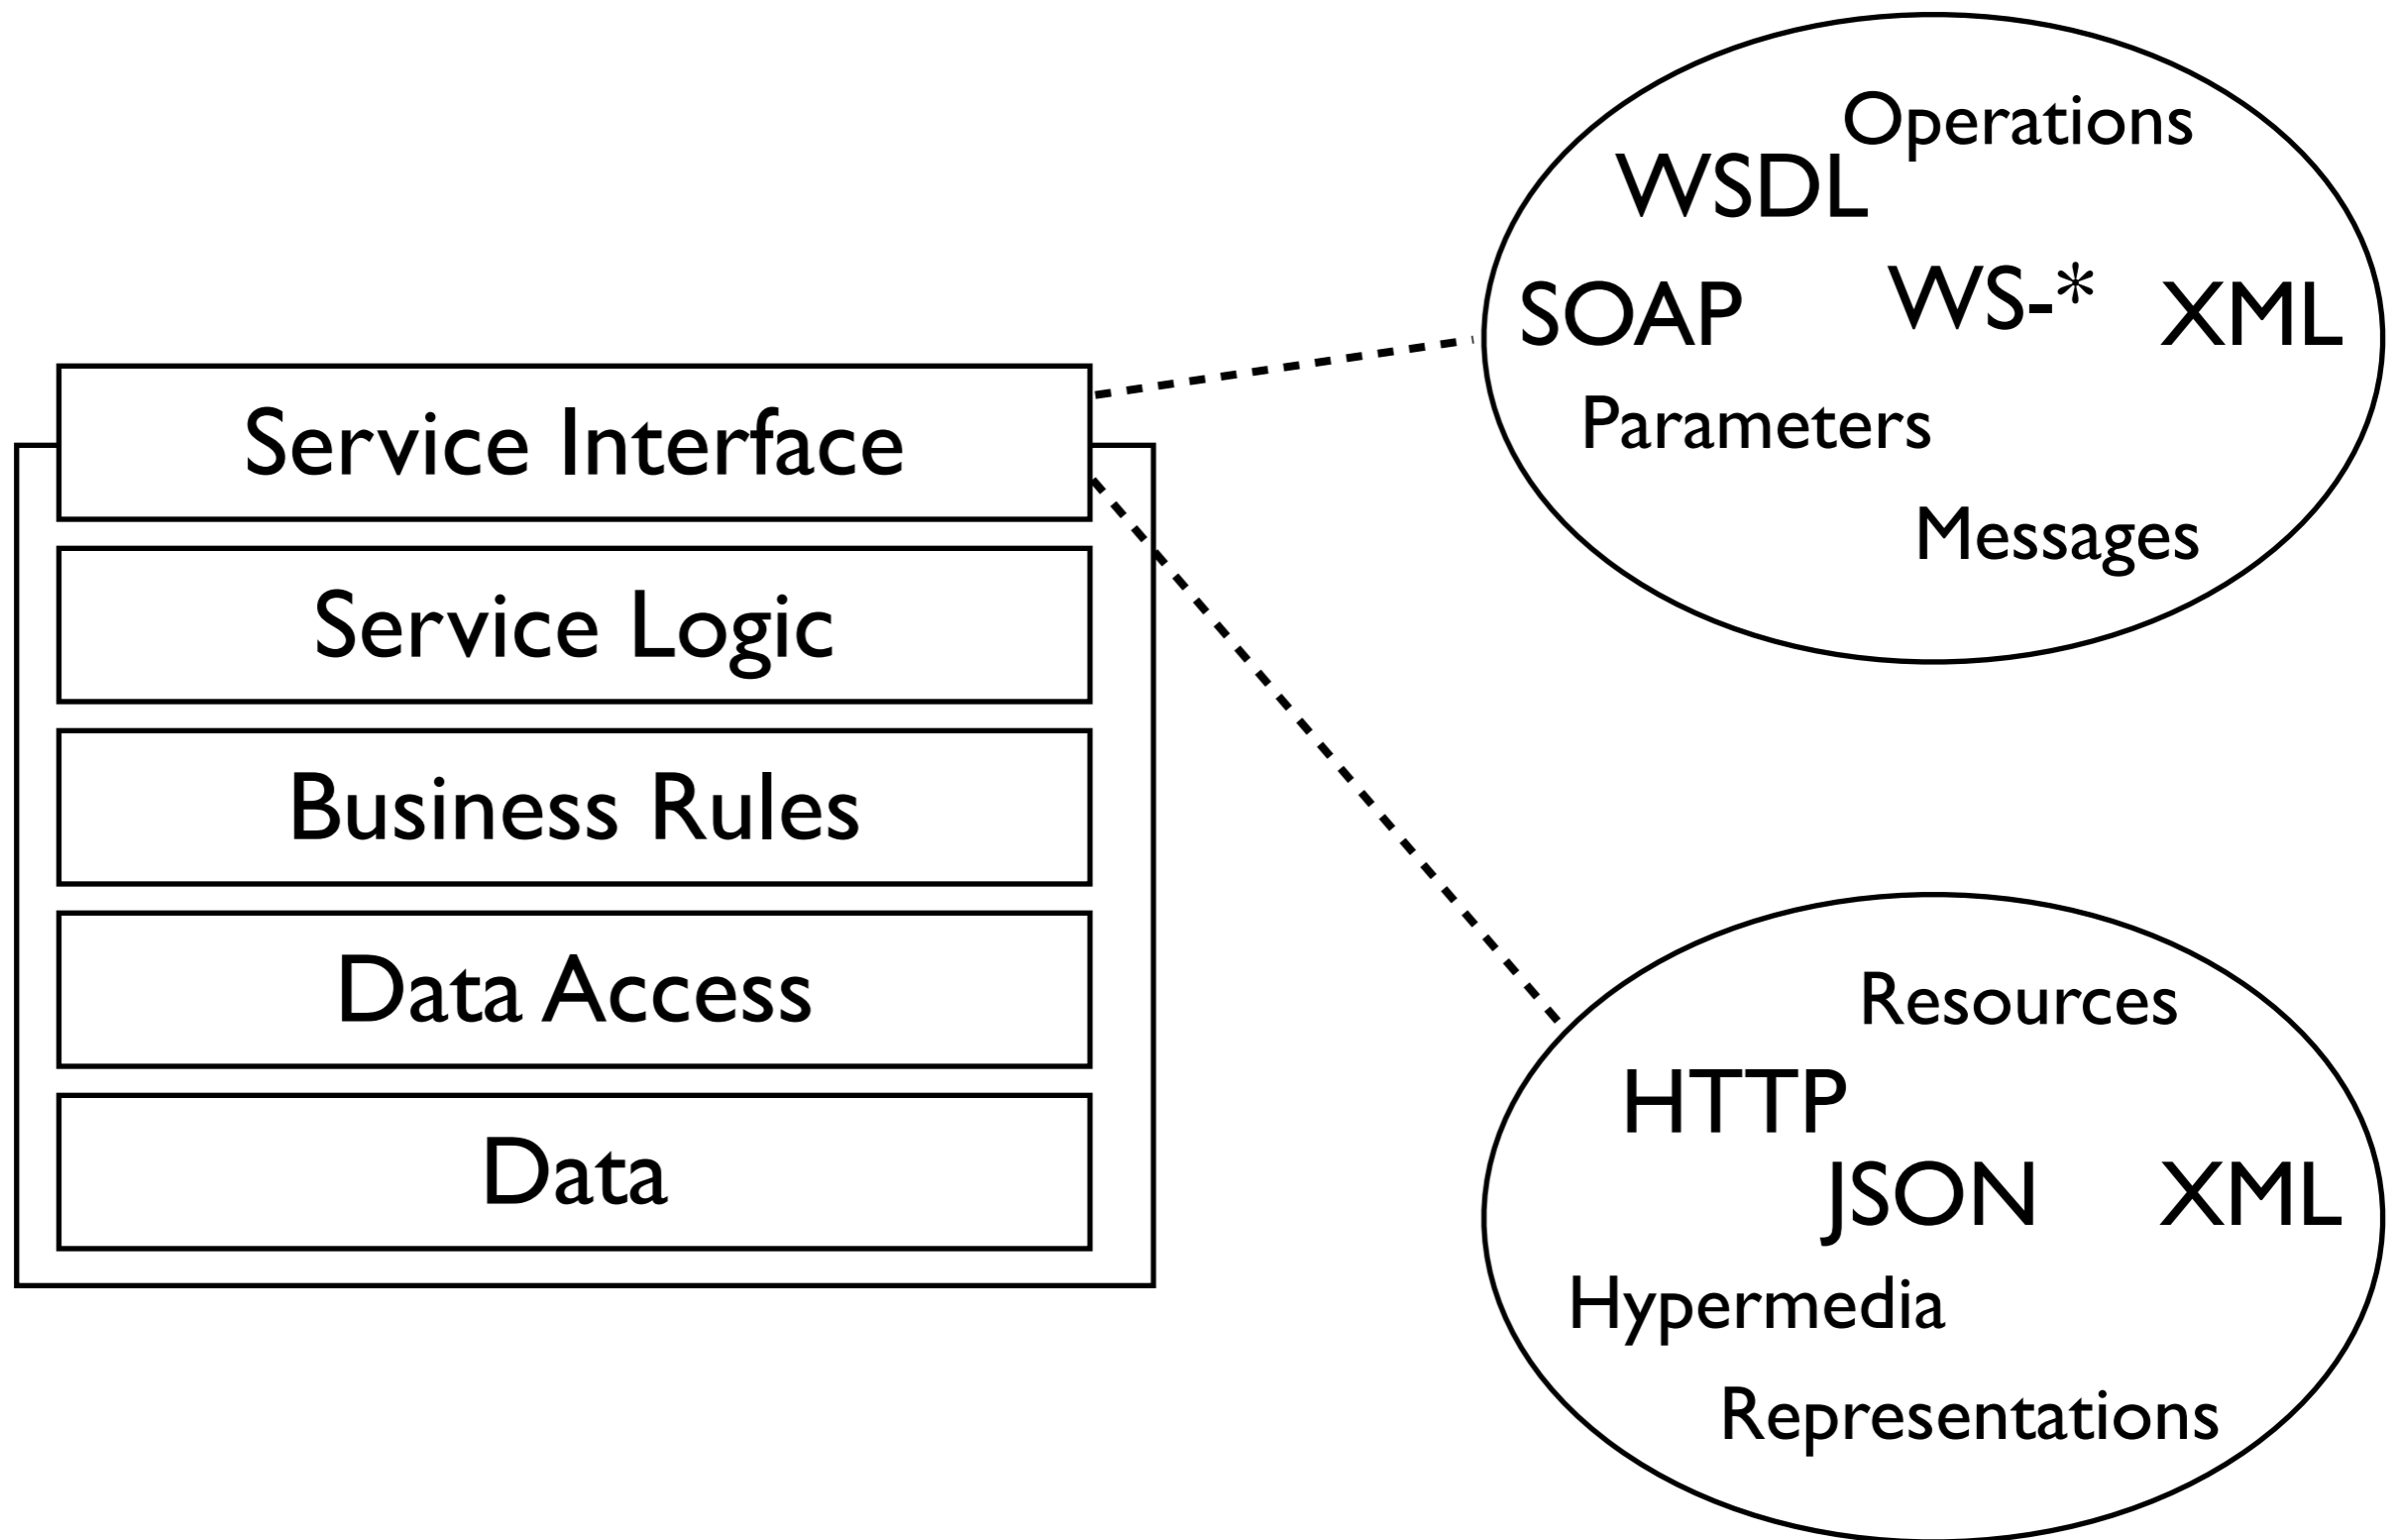 Service Interface
Service Logic
Business Rules
Data Access
Data
Operations
WSDL
SOAP WS-* XML
Parameters
Messages
Resources
HTTP
JSON XML
Hypermedia
Representations